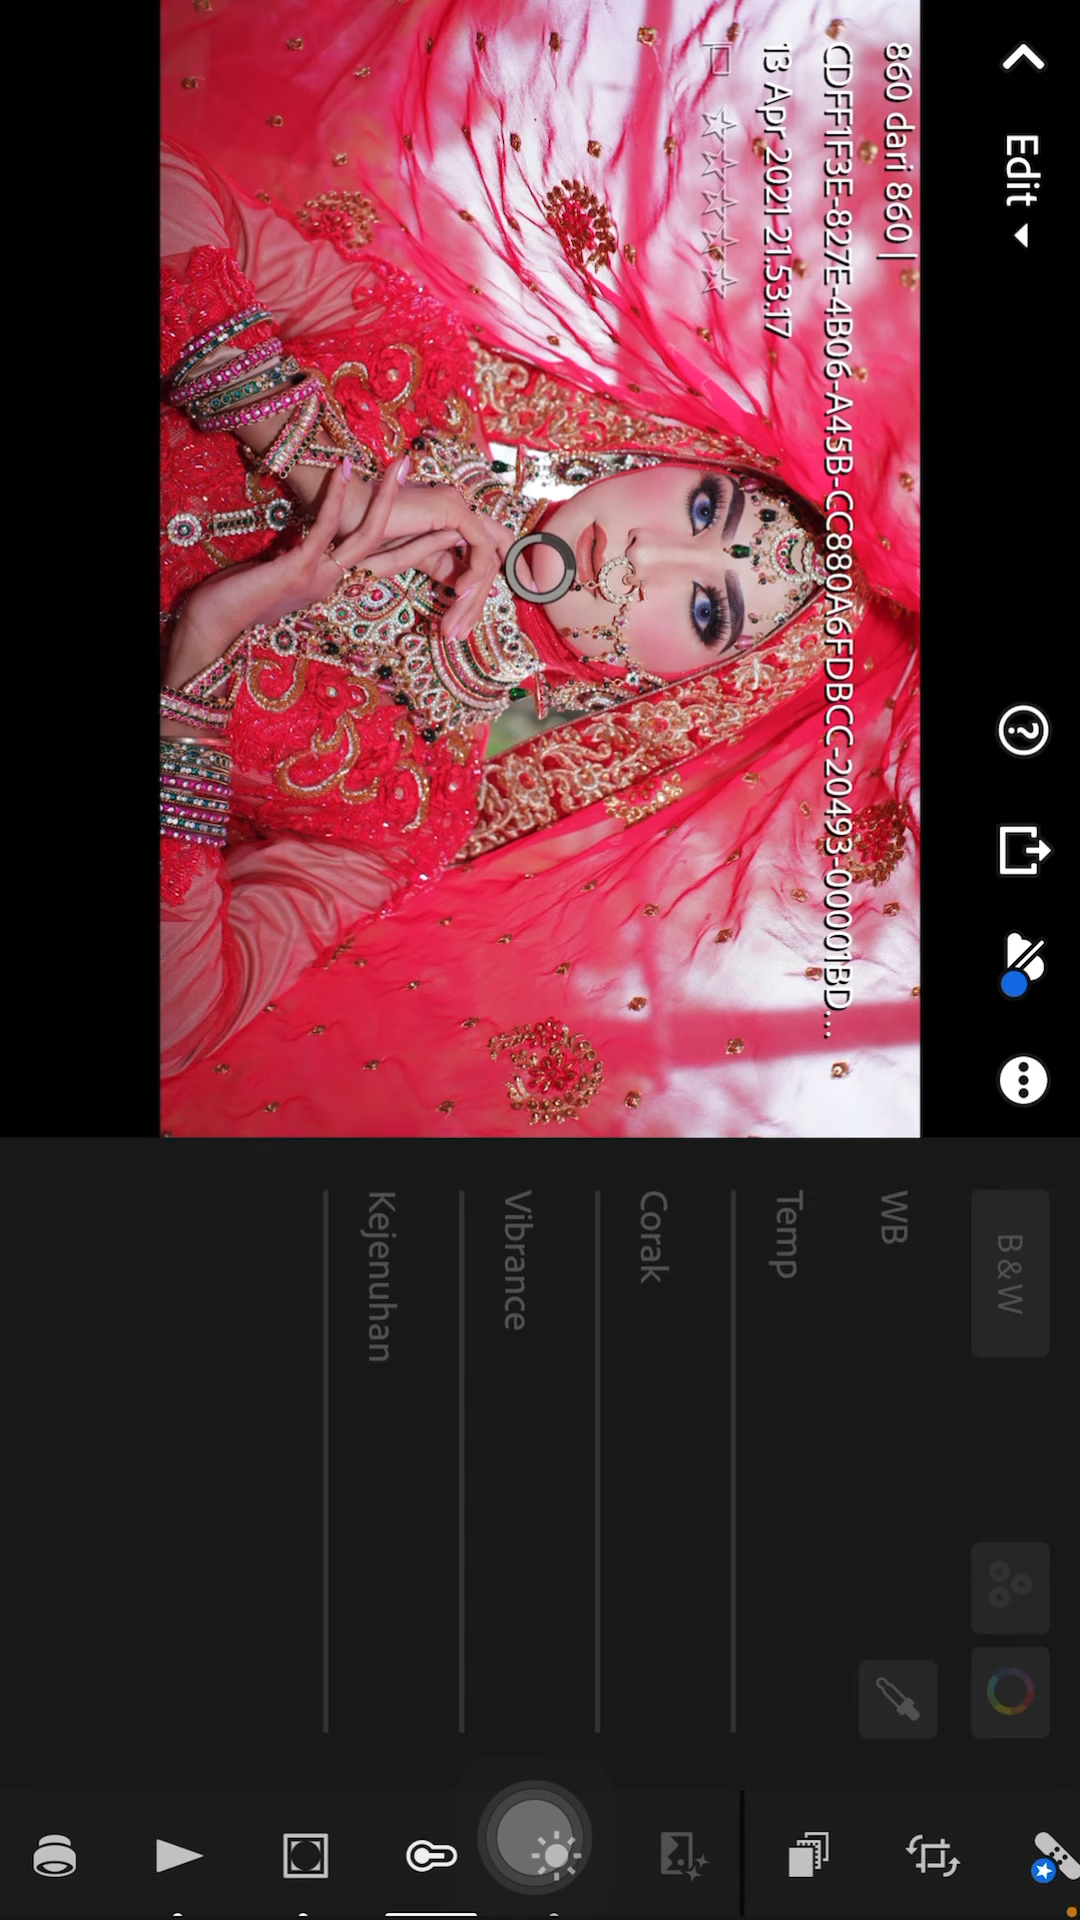 Edit
860 dari 860 |
CDFF1F3E-827E-4B06-A45B-CC880A6FDBCC-20493-00001BD...
13 Apr 2021 21.53.17
B&W
WB
Temp
Corak
Vibrance
Kejenuhan